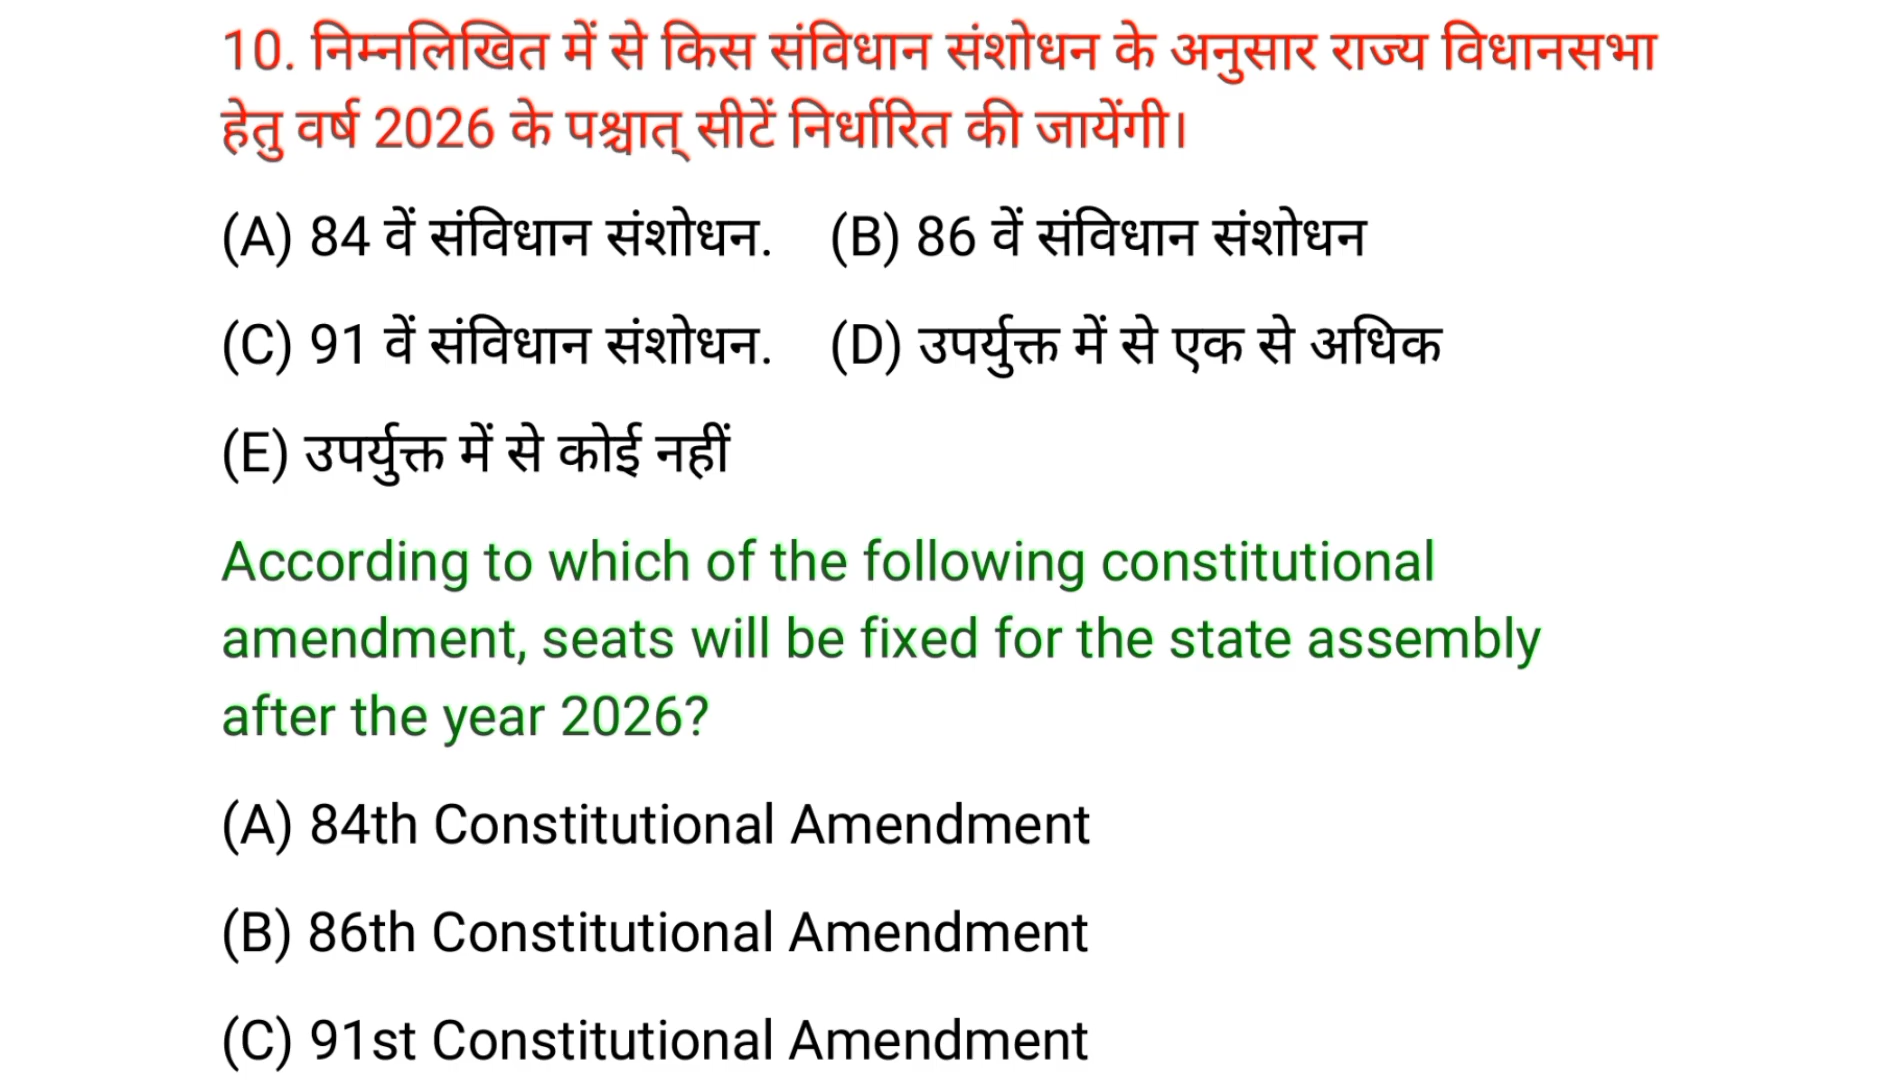 10. निम्नलिखित में से किस संविधान संशोधन के अनुसार राज्य विधानसभा
हेतु वर्ष 2026 के पश्चात् सीटें निर्धारित की जायेंगी।
(A) 84 वें संविधान संशोधन. (B) 86 वें संविधान संशोधन
(C) 91 वें संविधान संशोधन. (D) उपर्युक्त में से एक से अधिक
(E) उपर्युक्त में से कोई नहीं
According to which of the following constitutional
amendment, seats will be fixed for the state assembly
after the year 2026?
(A) 84th Constitutional Amendment
(B) 86th Constitutional Amendment
(C) 91st Constitutional Amendment